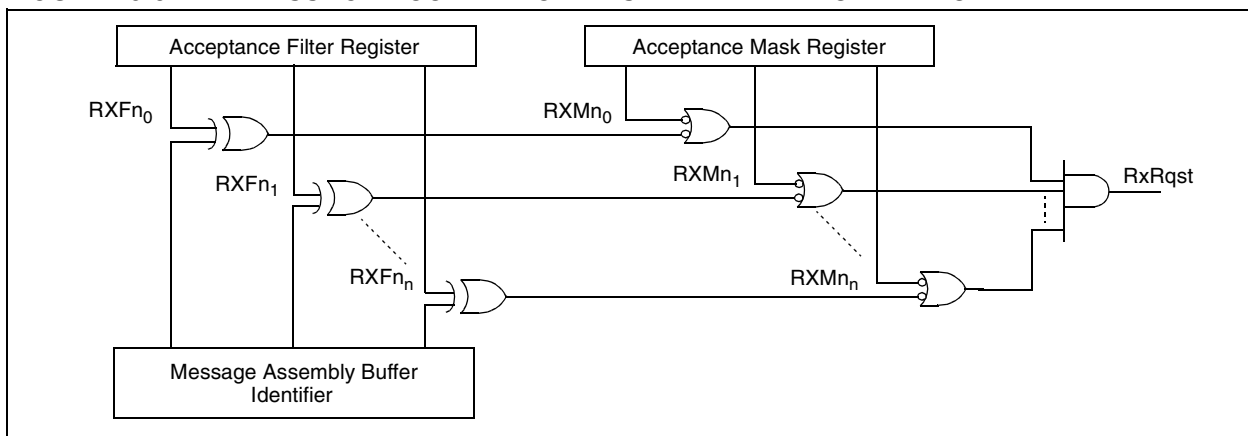 Acceptance Filter Register
Acceptance Mask Register
RXFn0
RXMn0
RXFn1
RXMn1
RxRqst
RXFnn
RXMnn
Message Assembly Buffer
Identifier